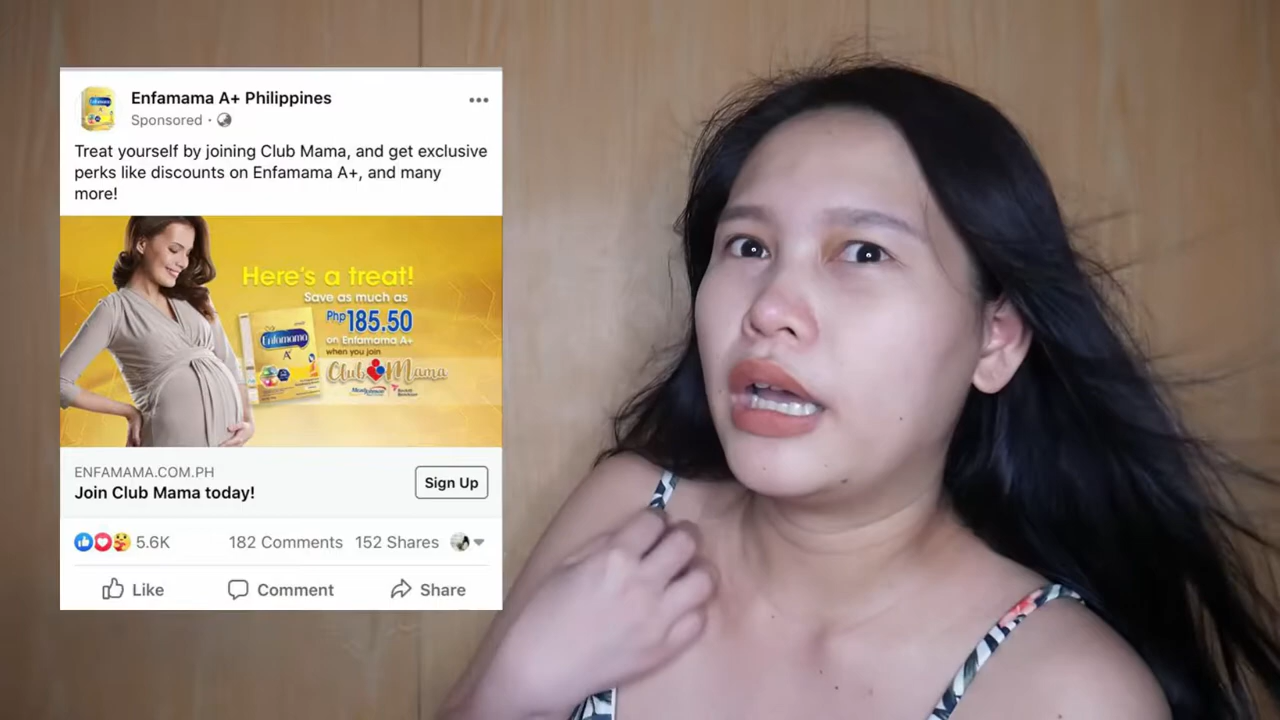 Enfamama A+ Philippines
Sponsored ·
Treat yourself by joining Club Mama, and get exclusive
perks like discounts on Enfamama A+, and many
more!
Here's a treat!
Save as much as
Php185.50
on Enfamama A+
when you join
Club Mama
Enfamama
A+
ENFAMAMA.COM.PH
Join Club Mama today!
Sign Up
5.6K
182 Comments
152 Shares
Like
Comment
Share